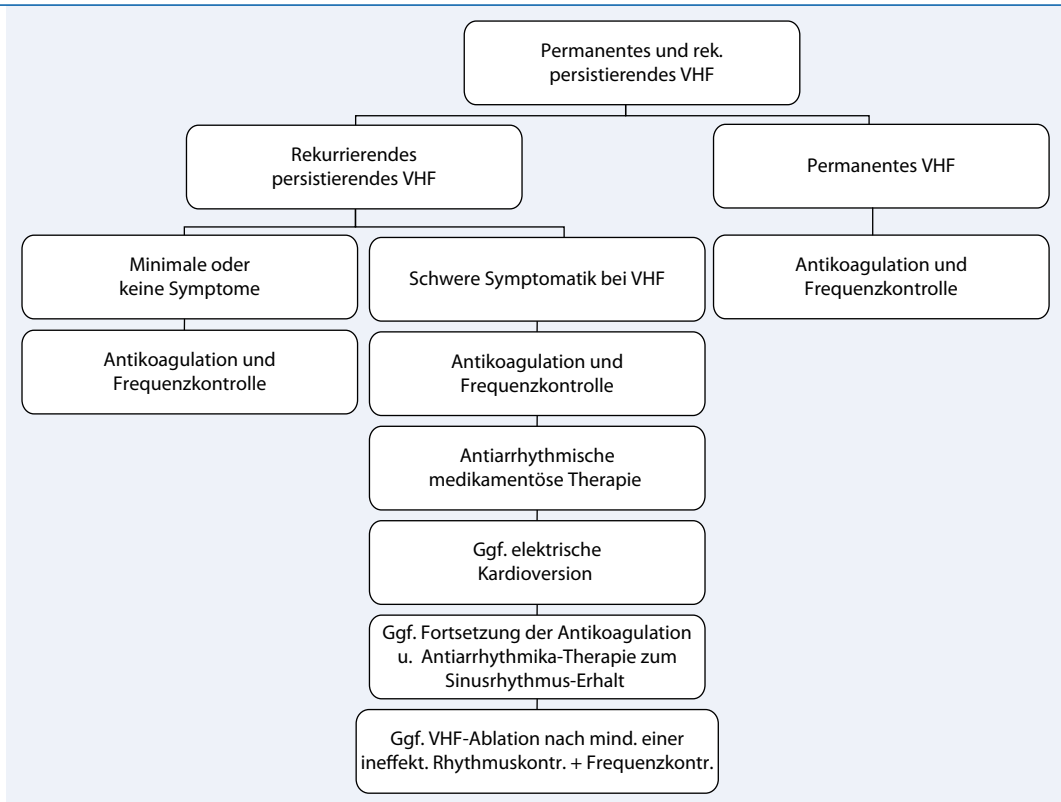 Permanentes und rek.
persistierendes VHF
Rekurrierendes
persistierendes VHF
Permanentes VHF
Minimale oder
keine Symptome
Schwere Symptomatik bei VHF
Antikoagulation und
Frequenzkontrolle
Antikoagulation und
Frequenzkontrolle
Antikoagulation und
Frequenzkontrolle
Antiarrhythmische
medikamentöse Therapie
Ggf. elektrische
Kardioversion
Ggf. Fortsetzung der Antikoagulation
u. Antiarrhythmika-Therapie zum
Sinusrhythmus-Erhalt
Ggf. VHF-Ablation nach mind. einer
ineffekt. Rhythmuskontr. + Frequenzkontr.